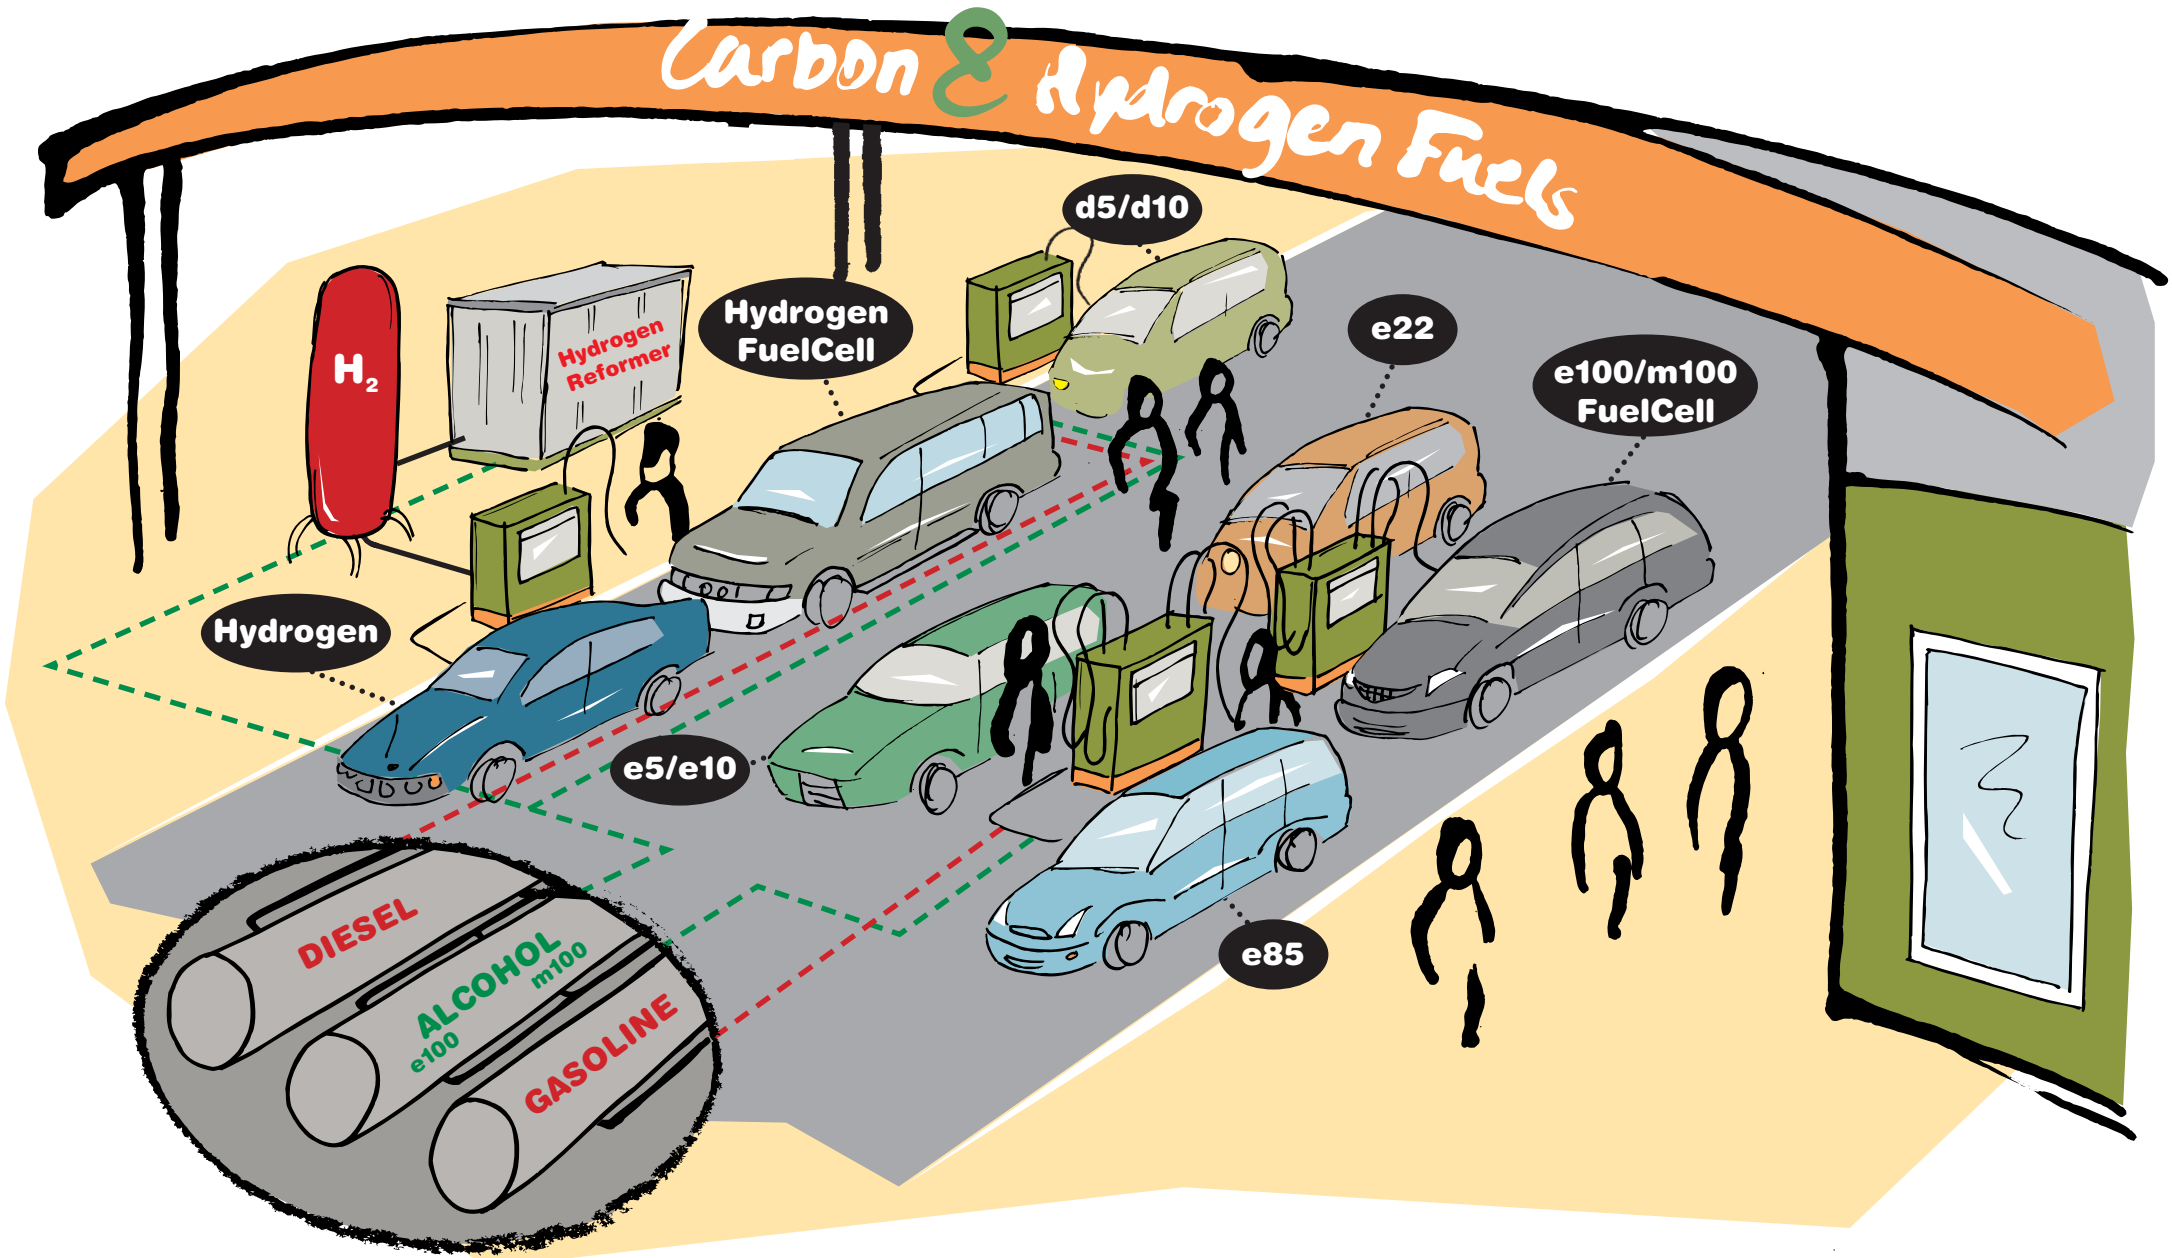 Carbon & Hydrogen Fuels
d5/d10
Hydrogen
FuelCell
e22
e100/m100
FuelCell
H₂
Hydrogen
Reformer
Hydrogen
e5/e10
e85
DIESEL
ALCOHOL
m100
e100
GASOLINE